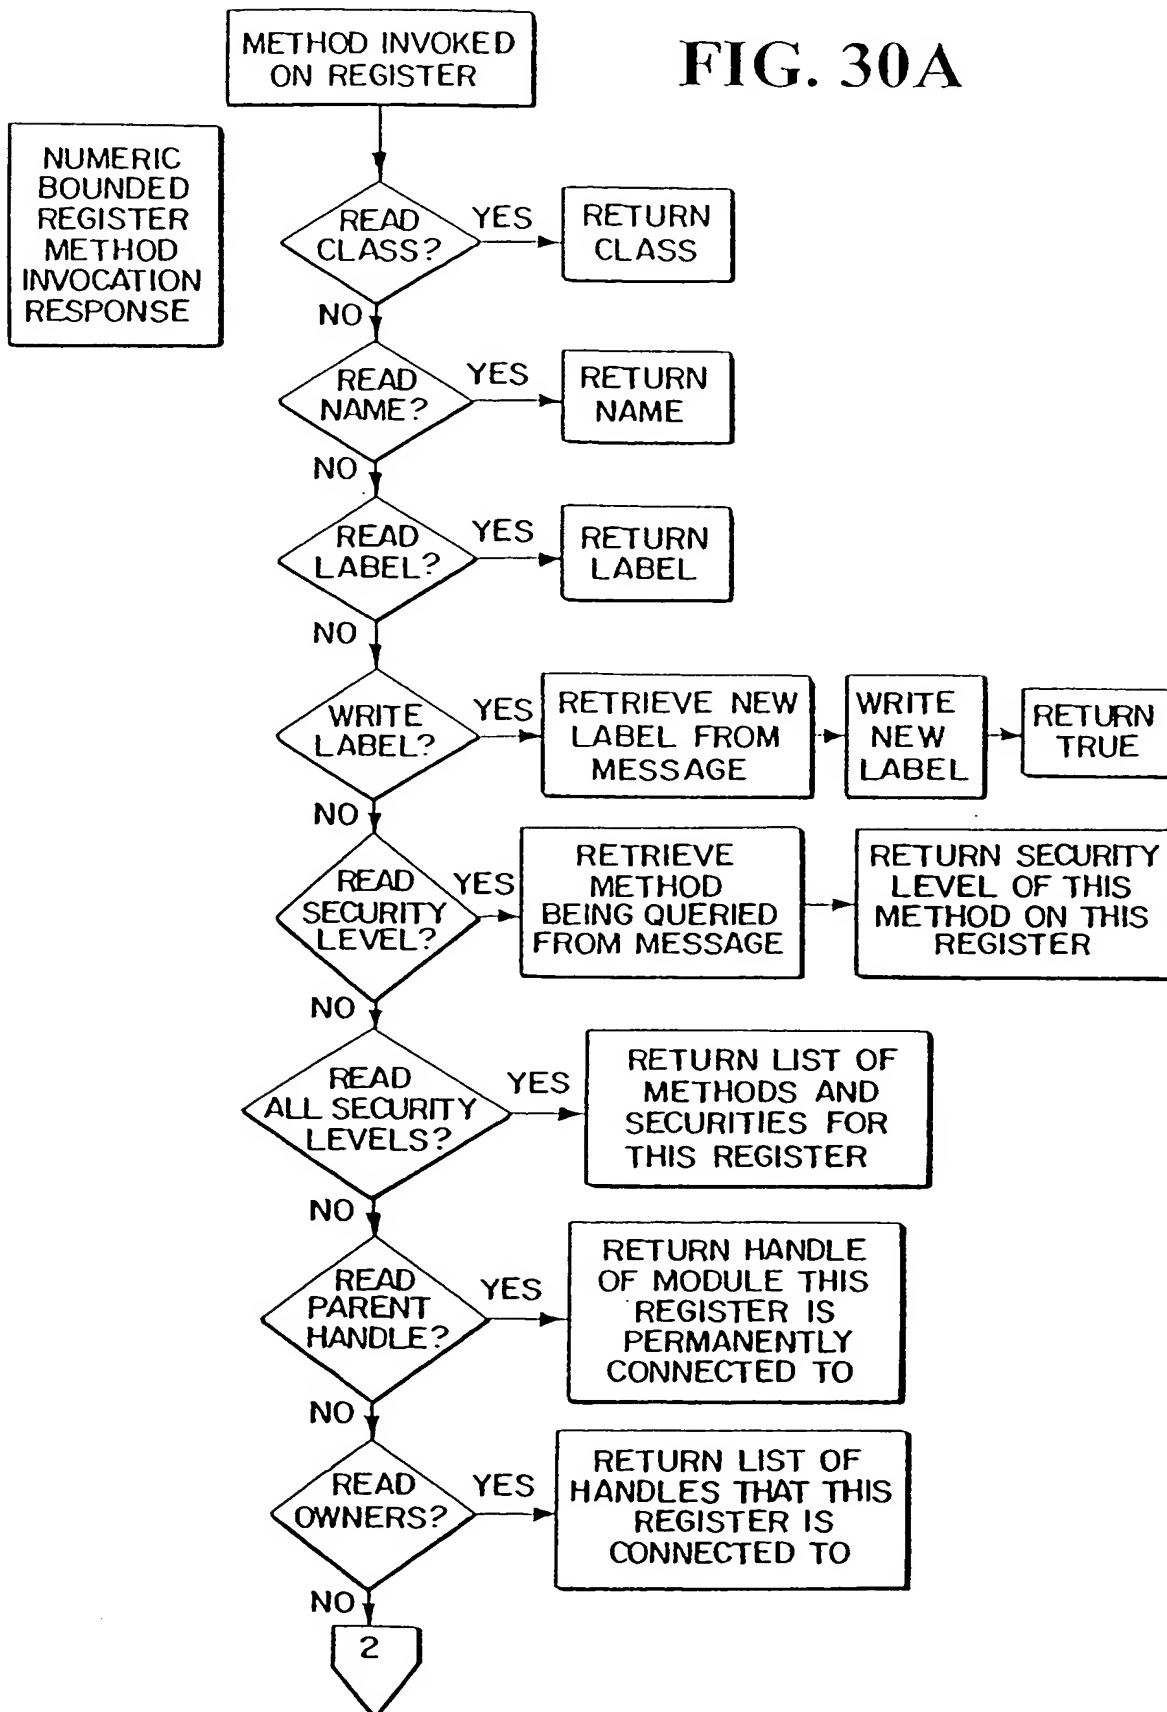 METHOD INVOKED
ON REGISTER
FIG. 30A
NUMERIC
BOUNDED
REGISTER
METHOD
INVOCATION
RESPONSE
READ
CLASS?
YES
RETURN
CLASS
NO
READ
NAME?
YES
RETURN
NAME
NO
READ
LABEL?
YES
RETURN
LABEL
NO
WRITE
LABEL?
YES
RETRIEVE NEW
LABEL FROM
MESSAGE
WRITE
NEW
LABEL
RETURN
TRUE
NO
READ
SECURITY
LEVEL?
YES
RETRIEVE
METHOD
BEING QUERIED
FROM MESSAGE
RETURN SECURITY
LEVEL OF THIS
METHOD ON THIS
REGISTER
NO
READ
ALL SECURITY
LEVELS?
YES
RETURN LIST OF
METHODS AND
SECURITIES FOR
THIS REGISTER
NO
READ
PARENT
HANDLE?
YES
RETURN HANDLE
OF MODULE THIS
REGISTER IS
PERMANENTLY
CONNECTED TO
NO
READ
OWNERS?
YES
RETURN LIST OF
HANDLES THAT THIS
REGISTER IS
CONNECTED TO
NO
2